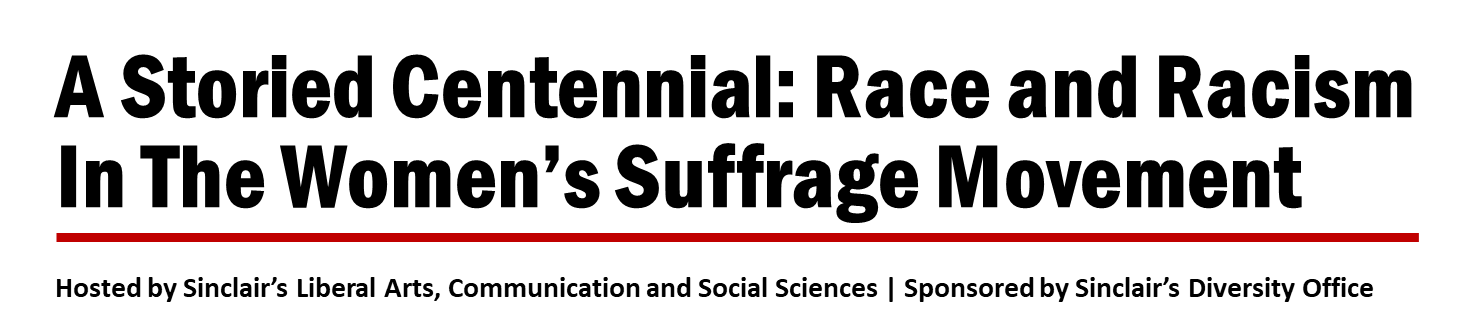 A Storied Centennial: Race and Racism
In The Women’s Suffrage Movement
Hosted by Sinclair’s Liberal Arts, Communication and Social Sciences | Sponsored by Sinclair’s Diversity Office